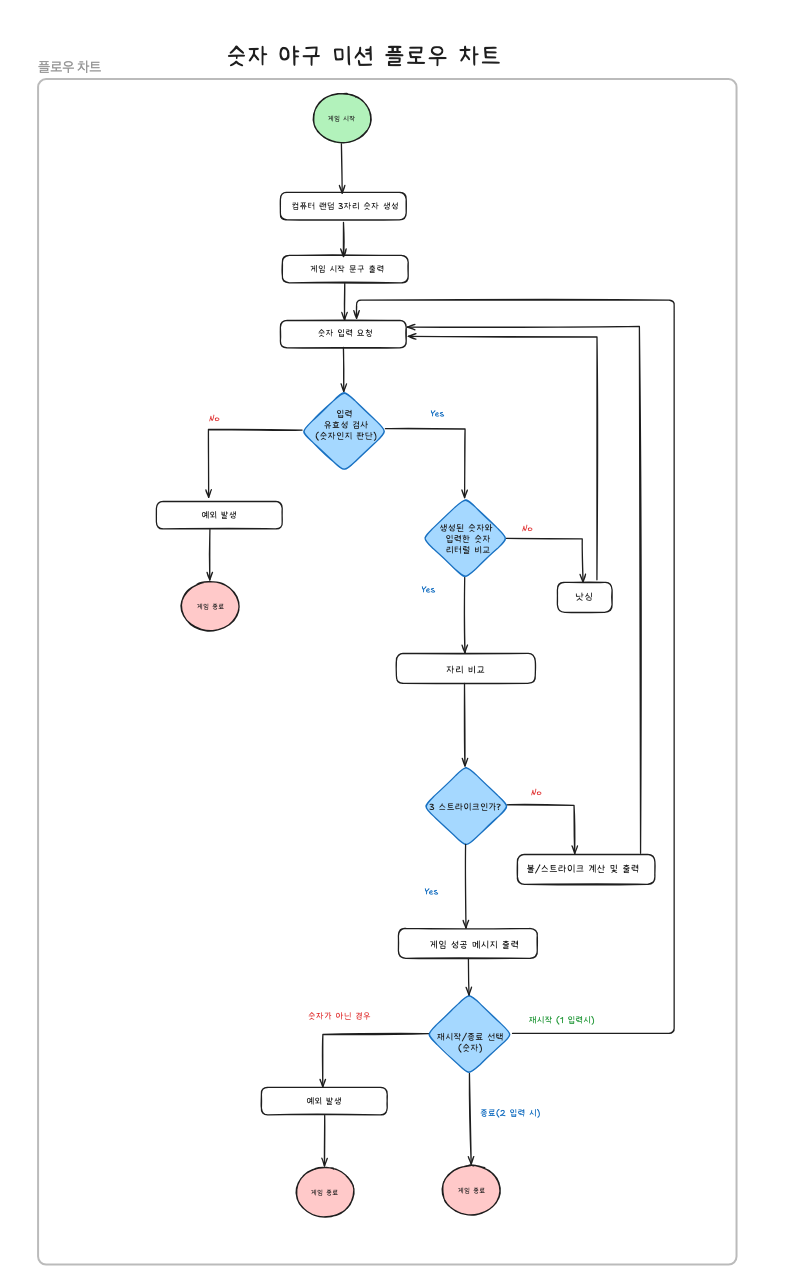 숫자 야구 미션 플로우 차트
플로우 차트
게임 시작
컴퓨터 랜덤 3자리 숫자 생성
게임 시작 문구 출력
숫자 입력 요청
입력
유효성 검사
(숫자인지 판단)
No
Yes
예외 발생
게임 종료
생성된 숫자와
입력한 숫자
리터럴 비교
No
Yes
낫싱
자리 비교
3 스트라이크인가?
No
Yes
볼/스트라이크 계산 및 출력
게임 성공 메시지 출력
숫자가 아닌 경우
재시작 (1 입력시)
재시작/종료 선택
(숫자)
예외 발생
종료(2 입력 시)
게임 종료
게임 종료